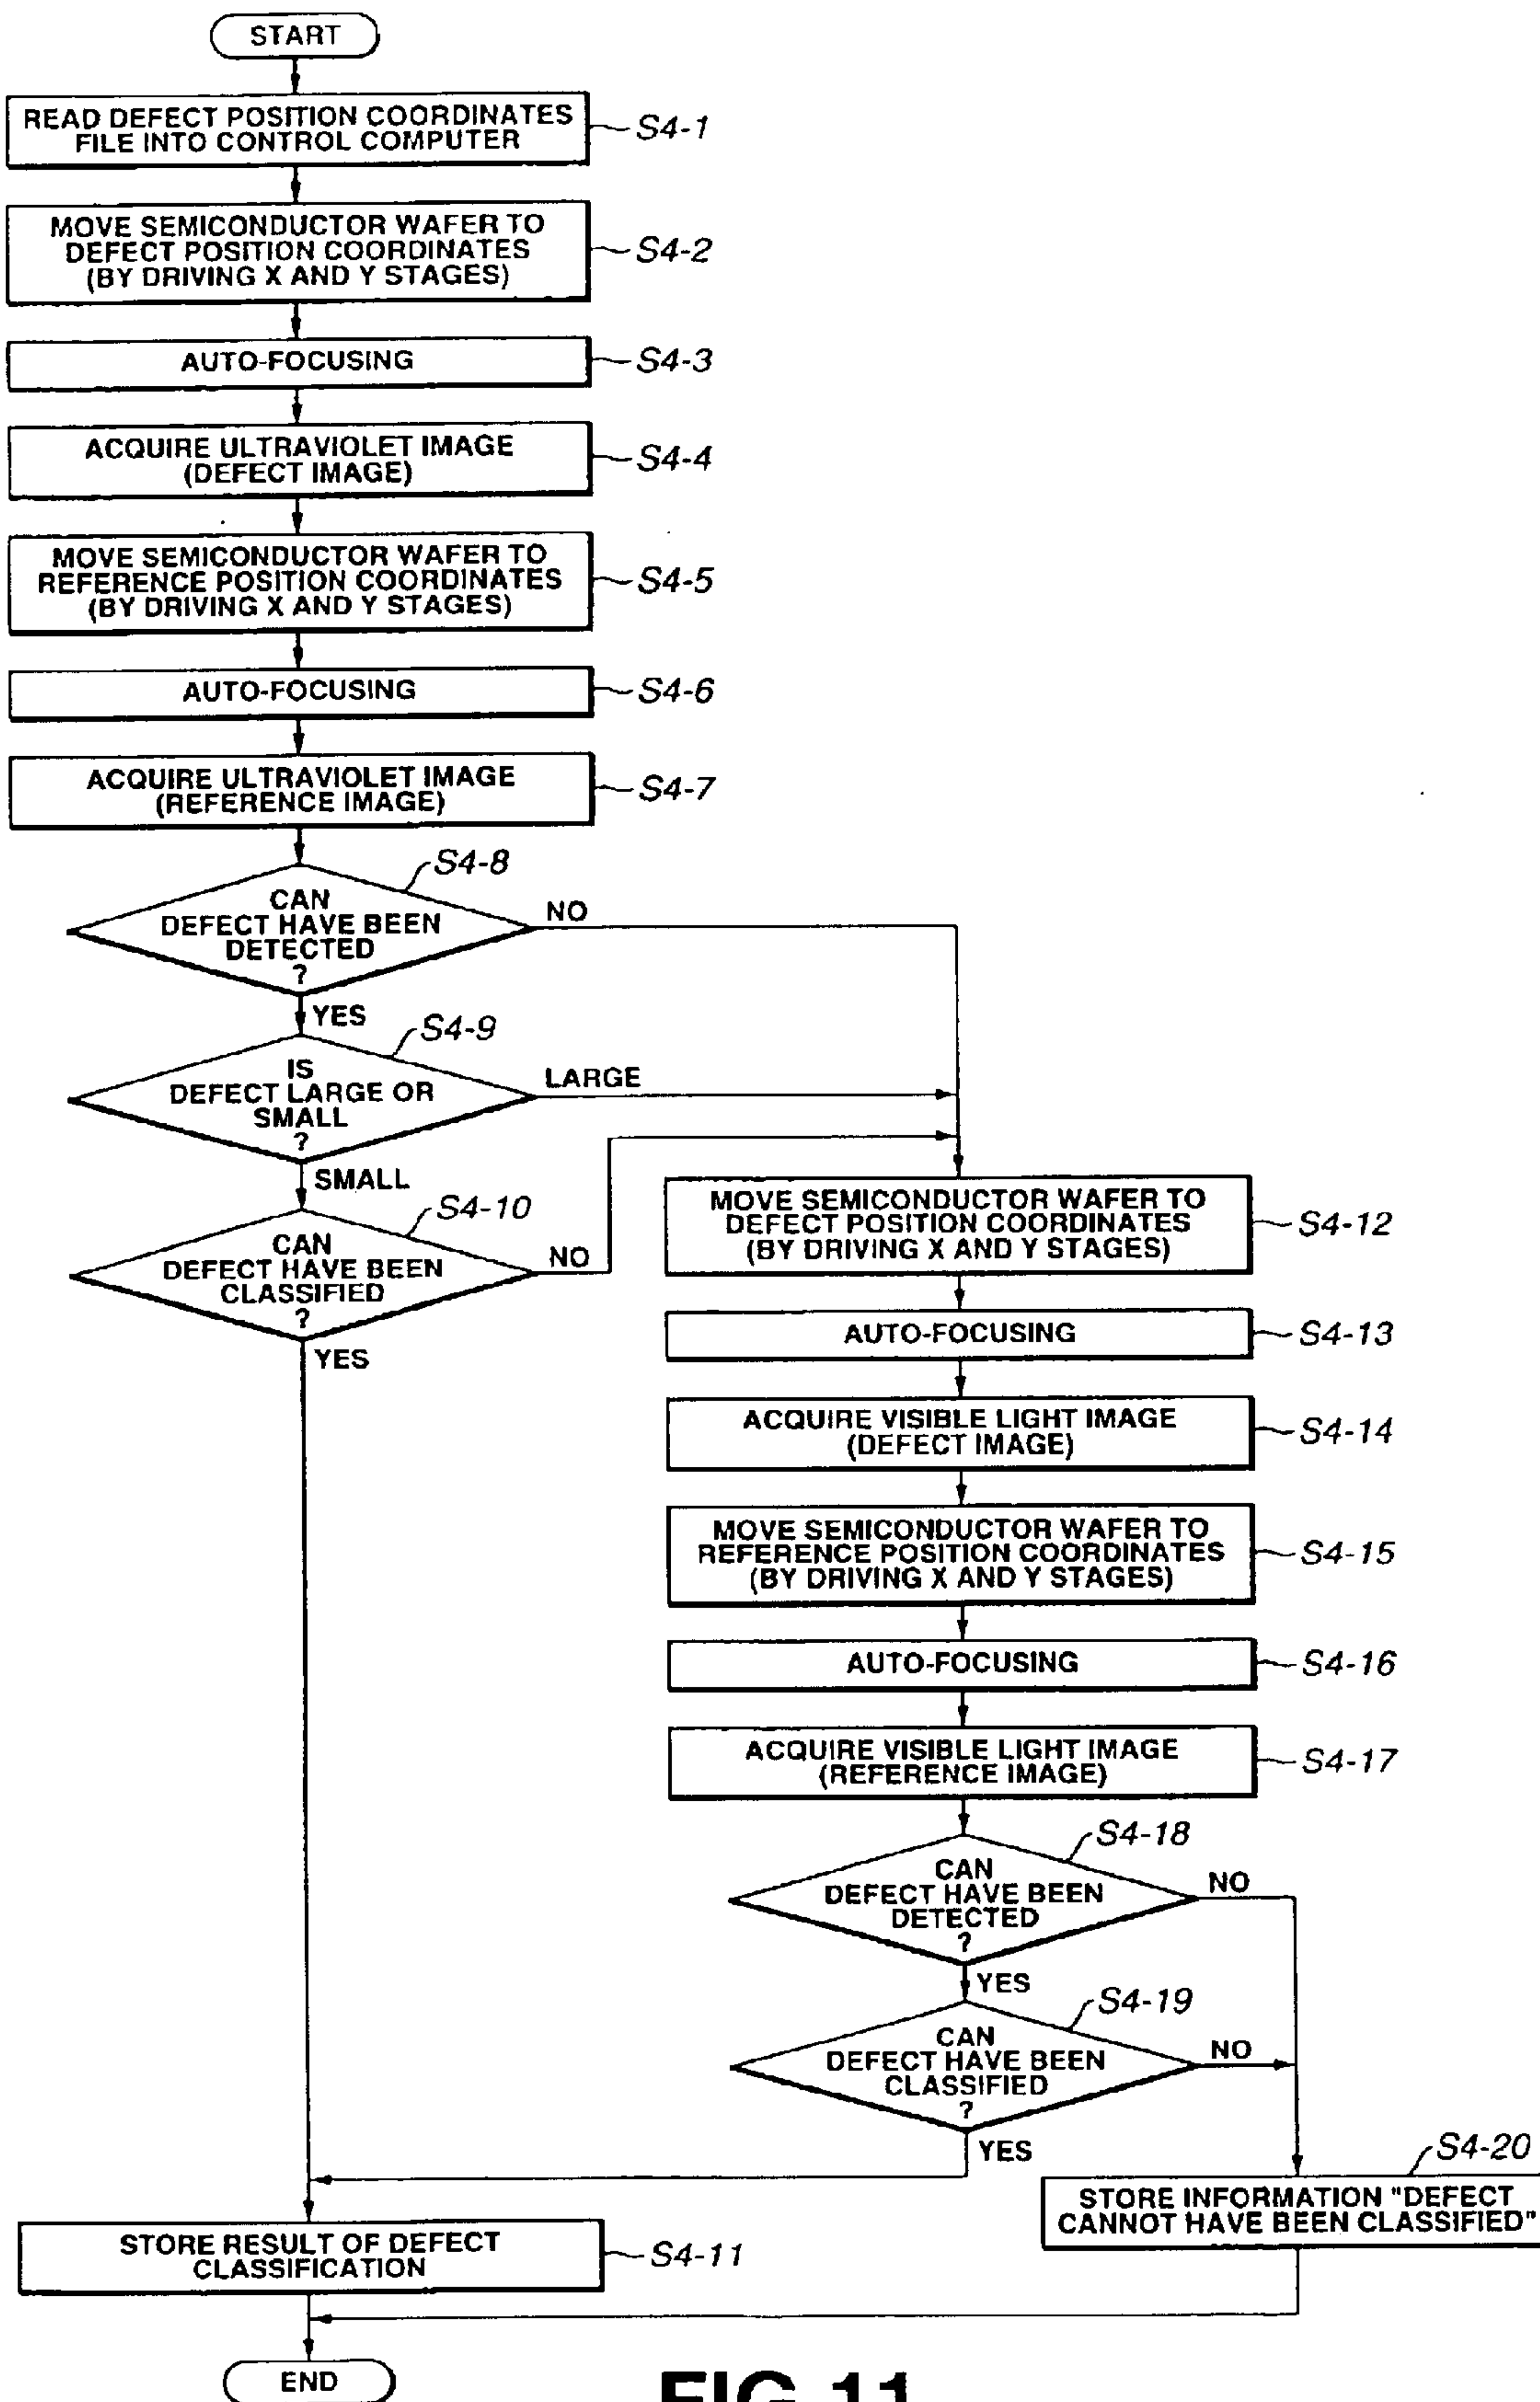 START
READ DEFECT POSITION COORDINATES
FILE INTO CONTROL COMPUTER
S4-1
MOVE SEMICONDUCTOR WAFER TO
DEFECT POSITION COORDINATES
(BY DRIVING X AND Y STAGES)
S4-2
AUTO-FOCUSING
S4-3
ACQUIRE ULTRAVIOLET IMAGE
(DEFECT IMAGE)
S4-4
MOVE SEMICONDUCTOR WAFER TO
REFERENCE POSITION COORDINATES
(BY DRIVING X AND Y STAGES)
S4-5
AUTO-FOCUSING
S4-6
ACQUIRE ULTRAVIOLET IMAGE
(REFERENCE IMAGE)
S4-7
S4-8
CAN
DEFECT HAVE BEEN
DETECTED
?
NO
YES
S4-9
IS
DEFECT LARGE OR
SMALL
?
LARGE
SMALL
S4-10
CAN
DEFECT HAVE BEEN
CLASSIFIED
?
NO
YES
MOVE SEMICONDUCTOR WAFER TO
DEFECT POSITION COORDINATES
(BY DRIVING X AND Y STAGES)
S4-12
AUTO-FOCUSING
S4-13
ACQUIRE VISIBLE LIGHT IMAGE
(DEFECT IMAGE)
S4-14
MOVE SEMICONDUCTOR WAFER TO
REFERENCE POSITION COORDINATES
(BY DRIVING X AND Y STAGES)
S4-15
AUTO-FOCUSING
S4-16
ACQUIRE VISIBLE LIGHT IMAGE
(REFERENCE IMAGE)
S4-17
S4-18
CAN
DEFECT HAVE BEEN
DETECTED
?
NO
YES
S4-19
CAN
DEFECT HAVE BEEN
CLASSIFIED
?
NO
YES
S4-20
STORE INFORMATION "DEFECT
CANNOT HAVE BEEN CLASSIFIED"
STORE RESULT OF DEFECT
CLASSIFICATION
S4-11
END
FIG.11